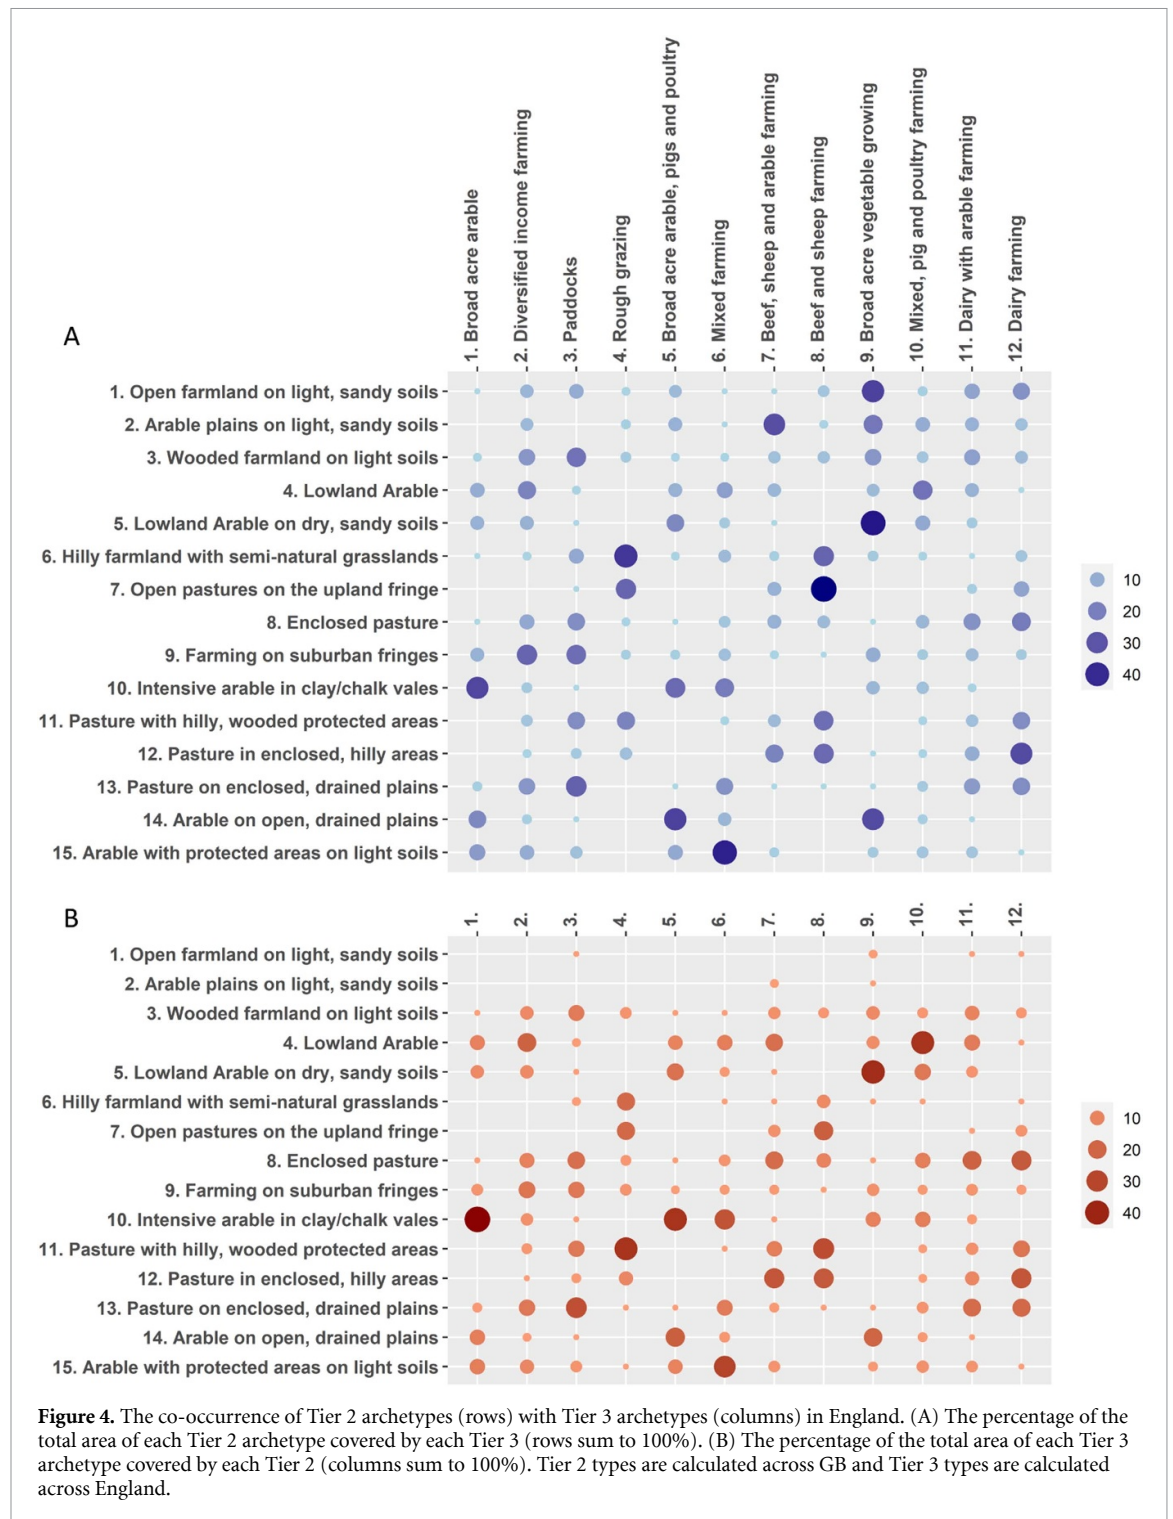 1. Broad acre arable
2. Diversified income farming
3. Paddocks
4. Rough grazing
5. Broad acre arable, pigs and poultry
6. Mixed farming
7. Beef, sheep and arable farming
8. Beef and sheep farming
9. Broad acre vegetable growing
10. Mixed, pig and poultry farming
11. Dairy with arable farming
12. Dairy farming
A
1. Open farmland on light, sandy soils
2. Arable plains on light, sandy soils
3. Wooded farmland on light soils
4. Lowland Arable
5. Lowland Arable on dry, sandy soils
6. Hilly farmland with semi-natural grasslands
7. Open pastures on the upland fringe
8. Enclosed pasture
9. Farming on suburban fringes
10. Intensive arable in clay/chalk vales
11. Pasture with hilly, wooded protected areas
12. Pasture in enclosed, hilly areas
13. Pasture on enclosed, drained plains
14. Arable on open, drained plains
15. Arable with protected areas on light soils
10
20
30
40
B
1.
2.
3.
4.
5.
6.
7.
8.
9.
10.
11.
12.
1. Open farmland on light, sandy soils
2. Arable plains on light, sandy soils
3. Wooded farmland on light soils
4. Lowland Arable
5. Lowland Arable on dry, sandy soils
6. Hilly farmland with semi-natural grasslands
7. Open pastures on the upland fringe
8. Enclosed pasture
9. Farming on suburban fringes
10. Intensive arable in clay/chalk vales
11. Pasture with hilly, wooded protected areas
12. Pasture in enclosed, hilly areas
13. Pasture on enclosed, drained plains
14. Arable on open, drained plains
15. Arable with protected areas on light soils
10
20
30
40
Figure 4. The co-occurrence of Tier 2 archetypes (rows) with Tier 3 archetypes (columns) in England. (A) The percentage of the
total area of each Tier 2 archetype covered by each Tier 3 (rows sum to 100%). (B) The percentage of the total area of each Tier 3
archetype covered by each Tier 2 (columns sum to 100%). Tier 2 types are calculated across GB and Tier 3 types are calculated
across England.